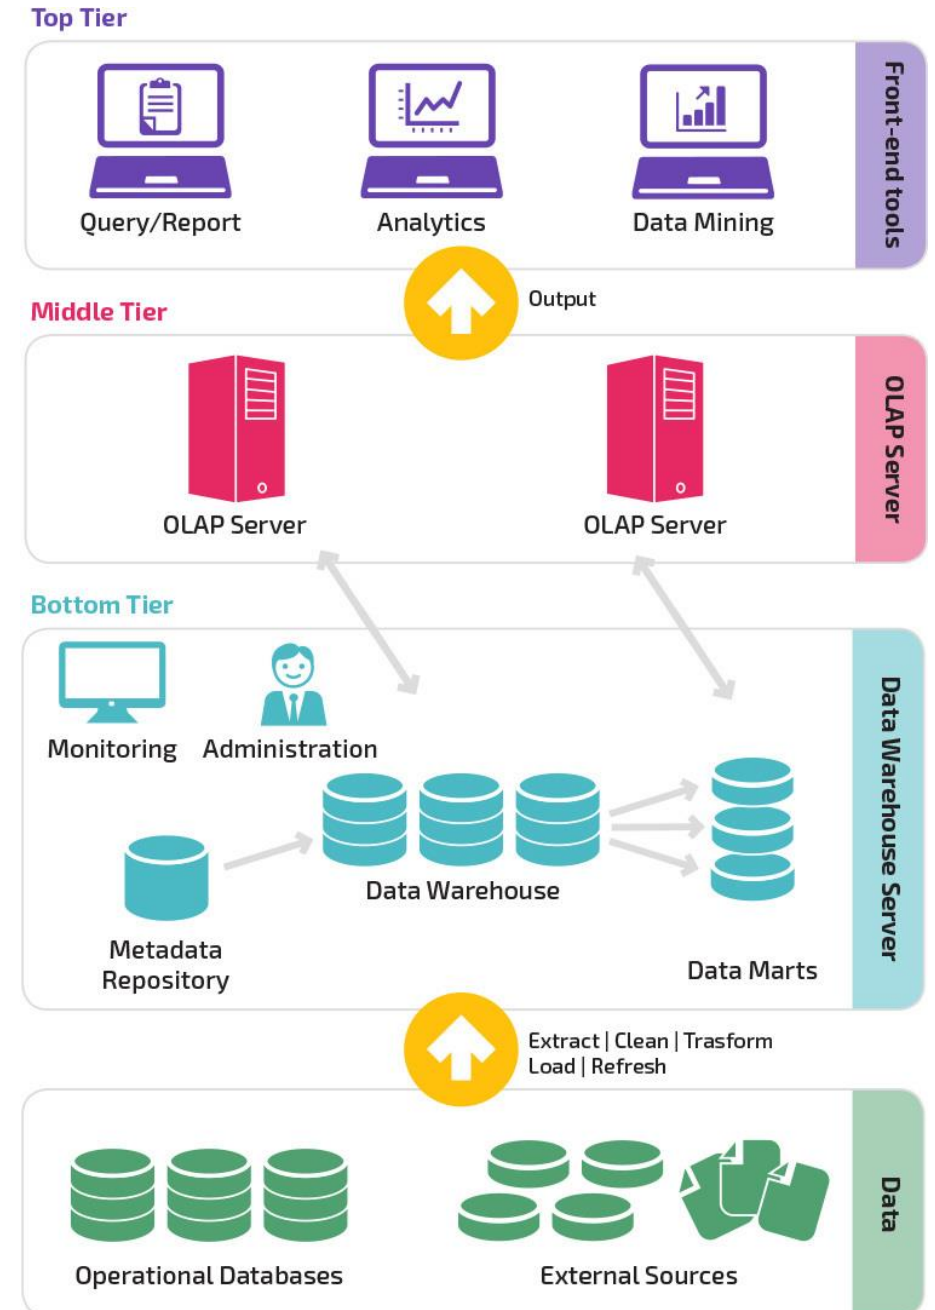 Top Tier
Query/Report
Analytics
Data Mining
Front-end tools
Output
Middle Tier
OLAP Server
OLAP Server
OLAP Server
Bottom Tier
Monitoring
Administration
Data Warehouse
Metadata
Repository
Data Marts
Data Warehouse Server
Extract | Clean | Trasform
Load | Refresh
Operational Databases
External Sources
Data